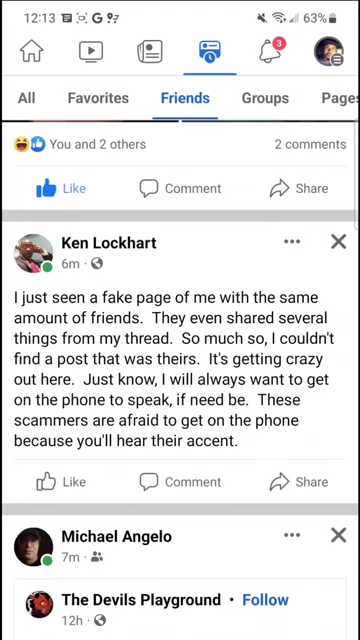 12:13
63%
3
All Favorites Friends Groups Pages
You and 2 others 2 comments
Like Comment Share
Ken Lockhart
6m
I just seen a fake page of me with the same
amount of friends. They even shared several
things from my thread. So much so, I couldn't
find a post that was theirs. It's getting crazy
out here. Just know, I will always want to get
on the phone to speak, if need be. These
scammers are afraid to get on the phone
because you'll hear their accent.
Like Comment Share
Michael Angelo
7m
The Devils Playground • Follow
12h